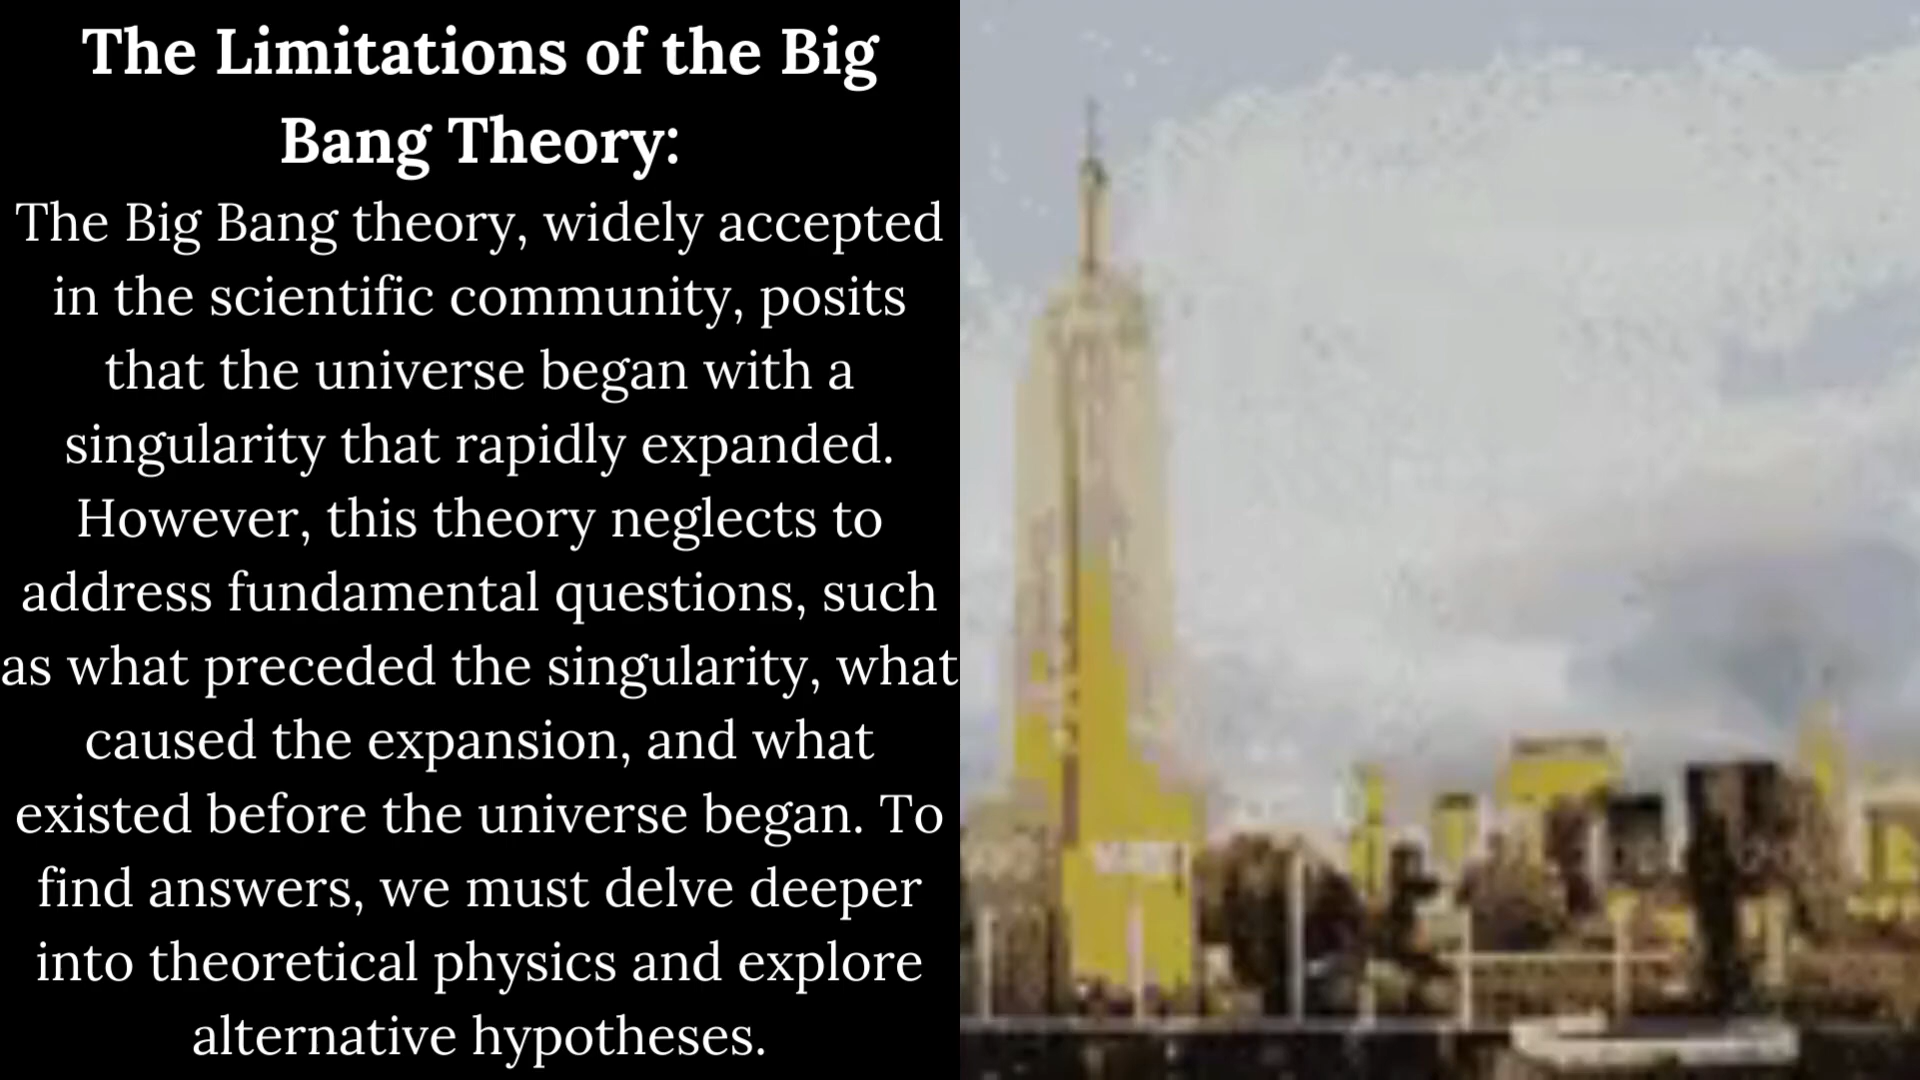 The Limitations of the Big
Bang Theory:
The Big Bang theory, widely accepted
in the scientific community, posits
that the universe began with a
singularity that rapidly expanded.
However, this theory neglects to
address fundamental questions, such
as what preceded the singularity, what
caused the expansion, and what
existed before the universe began. To
find answers, we must delve deeper
into theoretical physics and explore
alternative hypotheses.